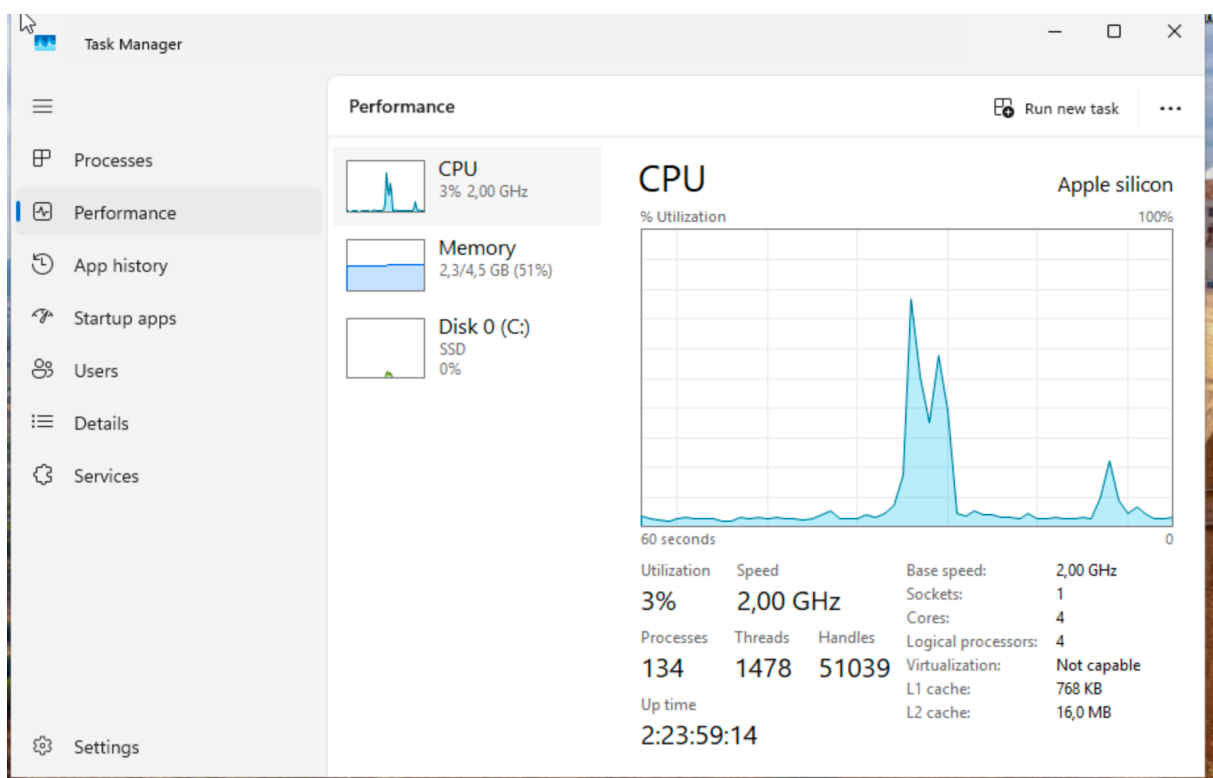 Task Manager
Performance
Run new task
Processes
Performance
App history
Startup apps
Users
Details
Services
Settings
CPU
3% 2,00 GHz
Memory
2,3/4,5 GB (51%)
Disk 0 (C:)
SSD
0%
CPU
Apple silicon
% Utilization
100%
60 seconds
0
Utilization
Speed
3%
2,00 GHz
Processes
Threads
Handles
134
1478
51039
Up time
2:23:59:14
Base speed: 2,00 GHz
Sockets: 1
Cores: 4
Logical processors: 4
Virtualization: Not capable
L1 cache: 768 KB
L2 cache: 16,0 MB